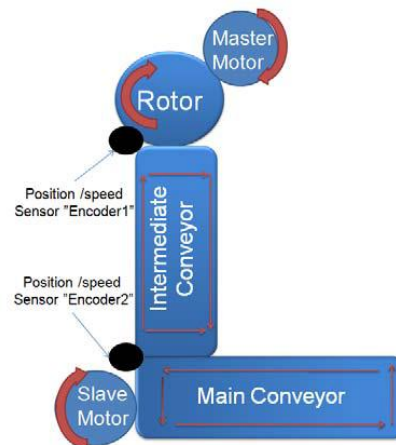 Master
Motor
Rotor
Position /speed
Sensor ”Encoder1”
Intermediate
Conveyor
Position /speed
Sensor ”Encoder2”
Slave
Motor
Main Conveyor